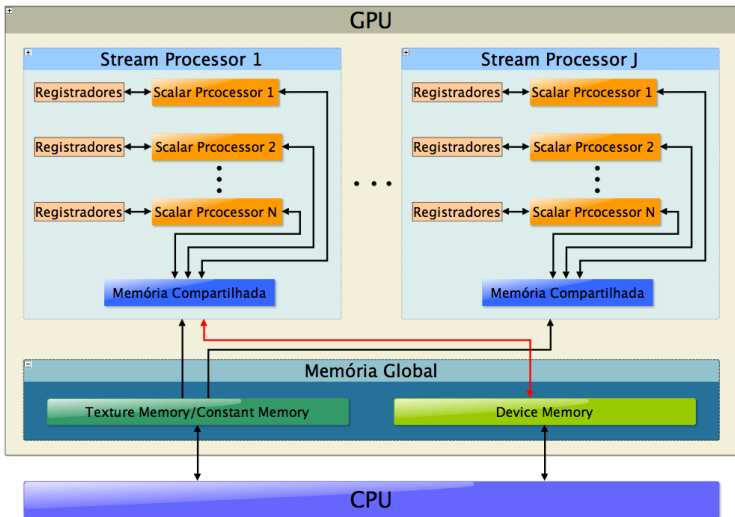 GPU
Stream Processor 1
Registradores
Scalar Prcocessor 1
Registradores
Scalar Prcocessor 2
Registradores
Scalar Prcocessor N
Memória Compartilhada
Stream Processor J
Registradores
Scalar Prcocessor 1
Registradores
Scalar Prcocessor 2
Registradores
Scalar Prcocessor N
Memória Compartilhada
Memória Global
Texture Memory/Constant Memory
Device Memory
CPU